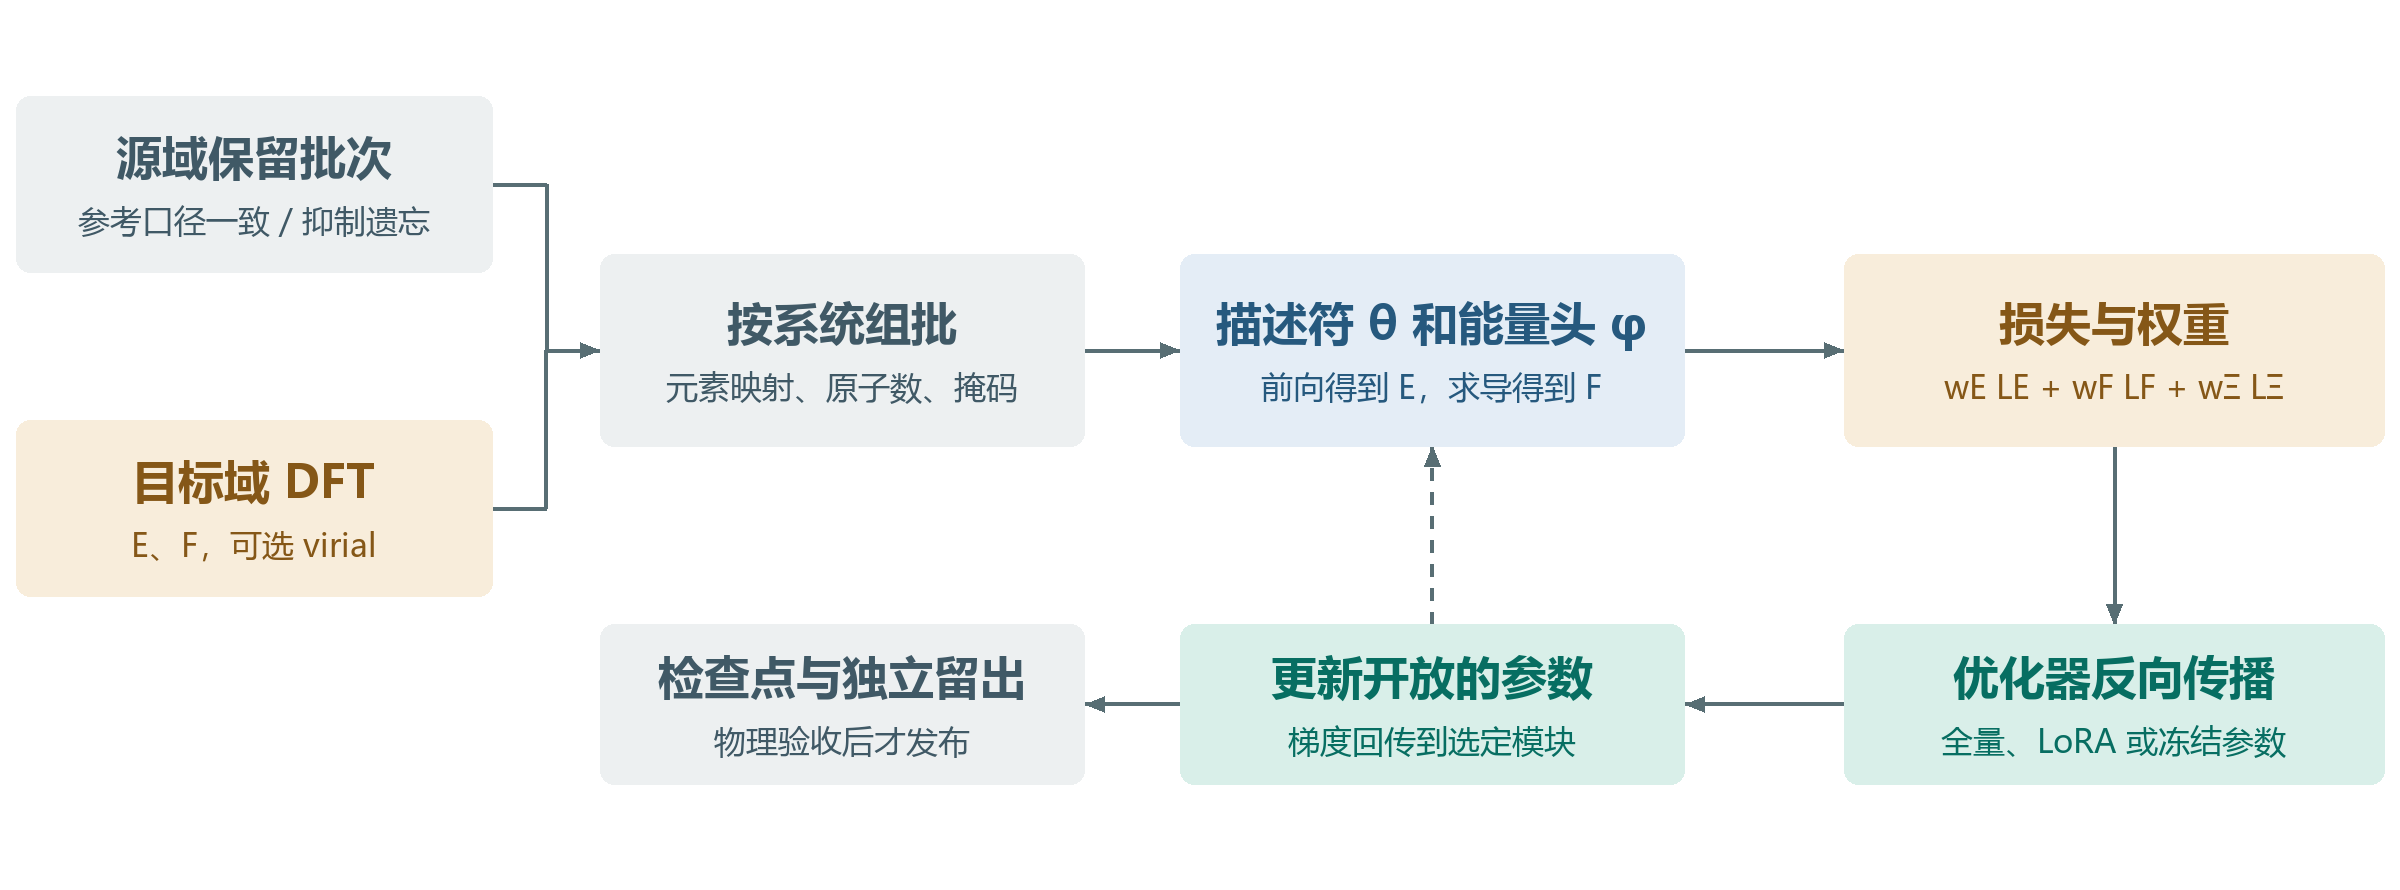 源域保留批次
参考口径一致 / 抑制遗忘
目标域 DFT
E、F，可选 virial
按系统组批
元素映射、原子数、掩码
描述符 θ 和能量头 φ
前向得到 E，求导得到 F
损失与权重
wE LE + wF LF + wΞ LΞ
优化器反向传播
全量、LoRA 或冻结参数
更新开放的参数
梯度回传到选定模块
检查点与独立留出
物理验收后才发布